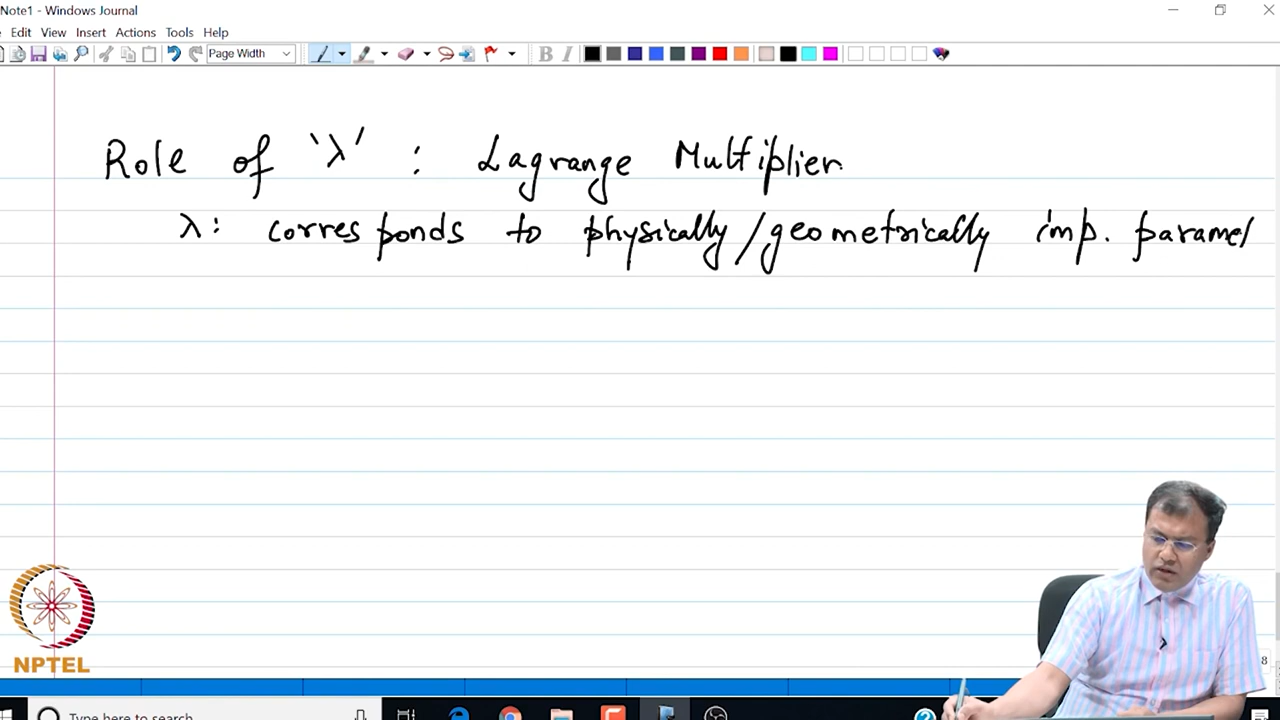 Note1 - Windows Journal
Edit View Insert Actions Tools Help
Page Width
B I
Role of 'λ' : Lagrange Multiplier
λ: corresponds to physically/geometrically imp. paramet
NPTEL
8
Type here to search